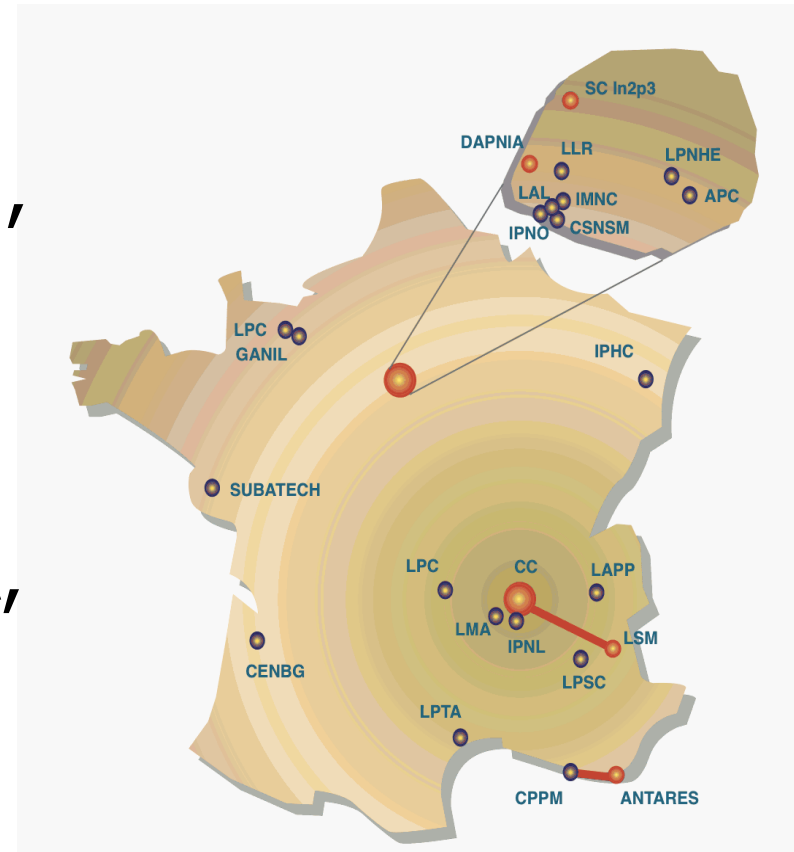 SC In2p3
DAPNIA
LLR
LPNHE
LAL
IMNC
APC
IPNO
CSNSM
,
LPC
GANIL
IPHC
SUBATECH
LPC
CC
LAPP
,
LMA
IPNL
LSM
CENBG
LPSC
LPTA
CPPM
ANTARES